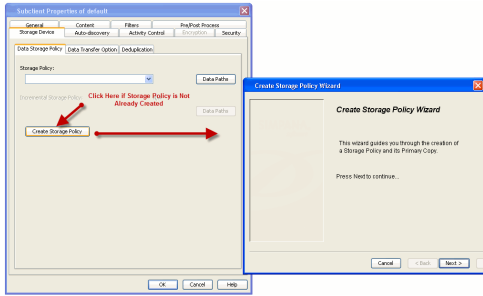 Subclient Properties of default
General Content Filters Pre/Post Process
Storage Device Auto-discovery Activity Control Encryption Security
Data Storage Policy Data Transfer Option Deduplication
Storage Policy:
Data Paths
Incremental Storage Policy:
Click Here if Storage Policy is Not
Already Created
Data Paths
Create Storage Policy
OK Cancel Help
Create Storage Policy Wizard
Create Storage Policy Wizard
This wizard guides you through the creation of
a Storage Policy and its Primary Copy.
Press Next to continue...
Cancel < Back Next >